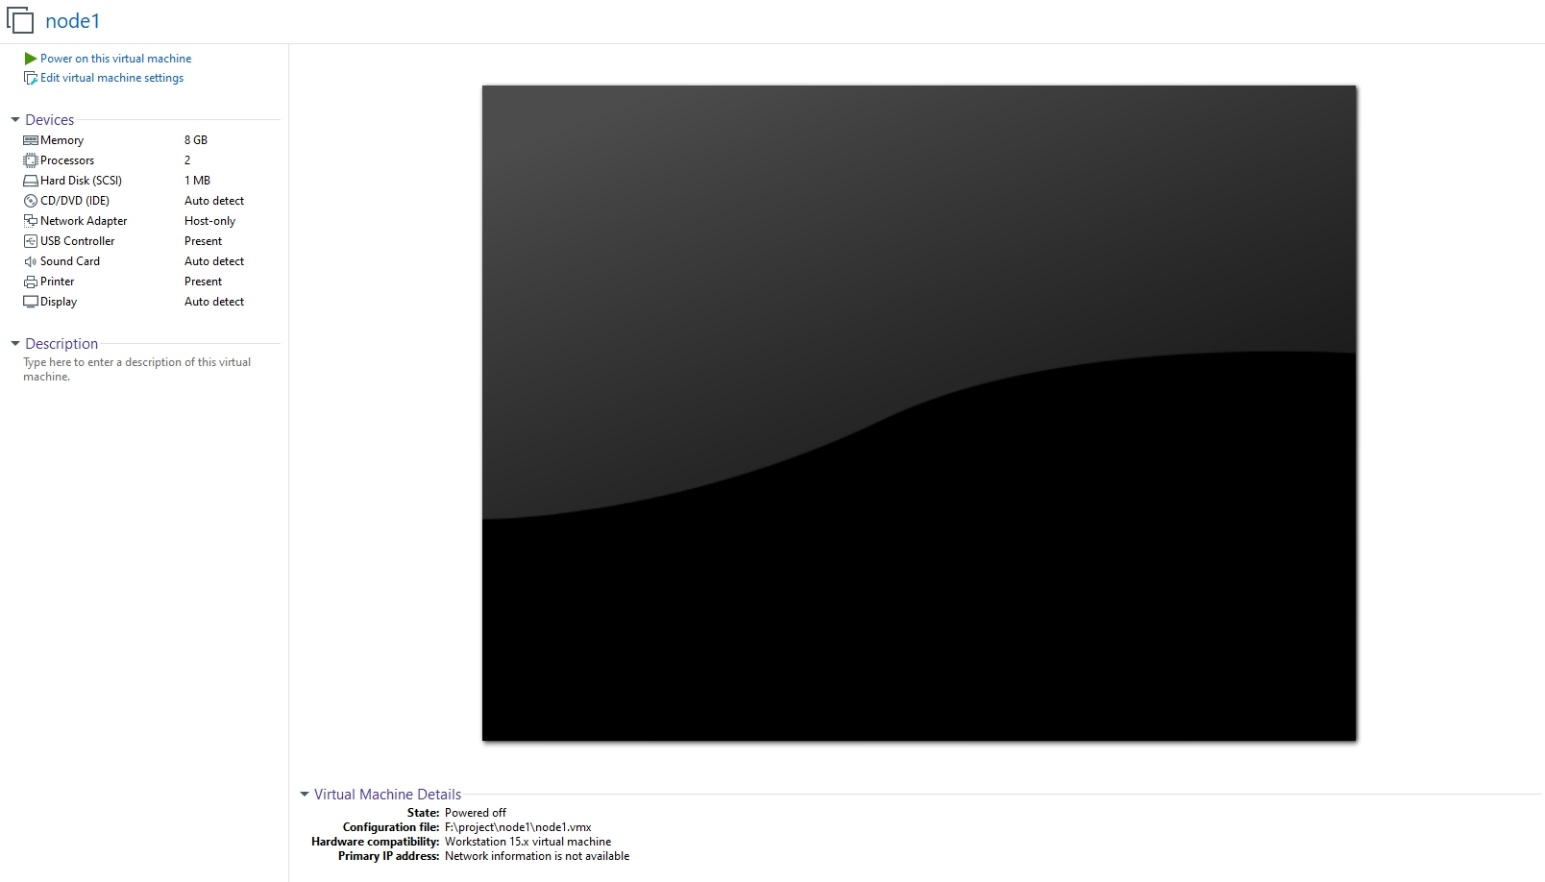 node1
Power on this virtual machine
Edit virtual machine settings
Devices
Memory 8 GB
Processors 2
Hard Disk (SCSI) 1 MB
CD/DVD (IDE) Auto detect
Network Adapter Host-only
USB Controller Present
Sound Card Auto detect
Printer Present
Display Auto detect
Description
Type here to enter a description of this virtual
machine.
Virtual Machine Details
State: Powered off
Configuration file: F:\project\node1\node1.vmx
Hardware compatibility: Workstation 15.x virtual machine
Primary IP address: Network information is not available